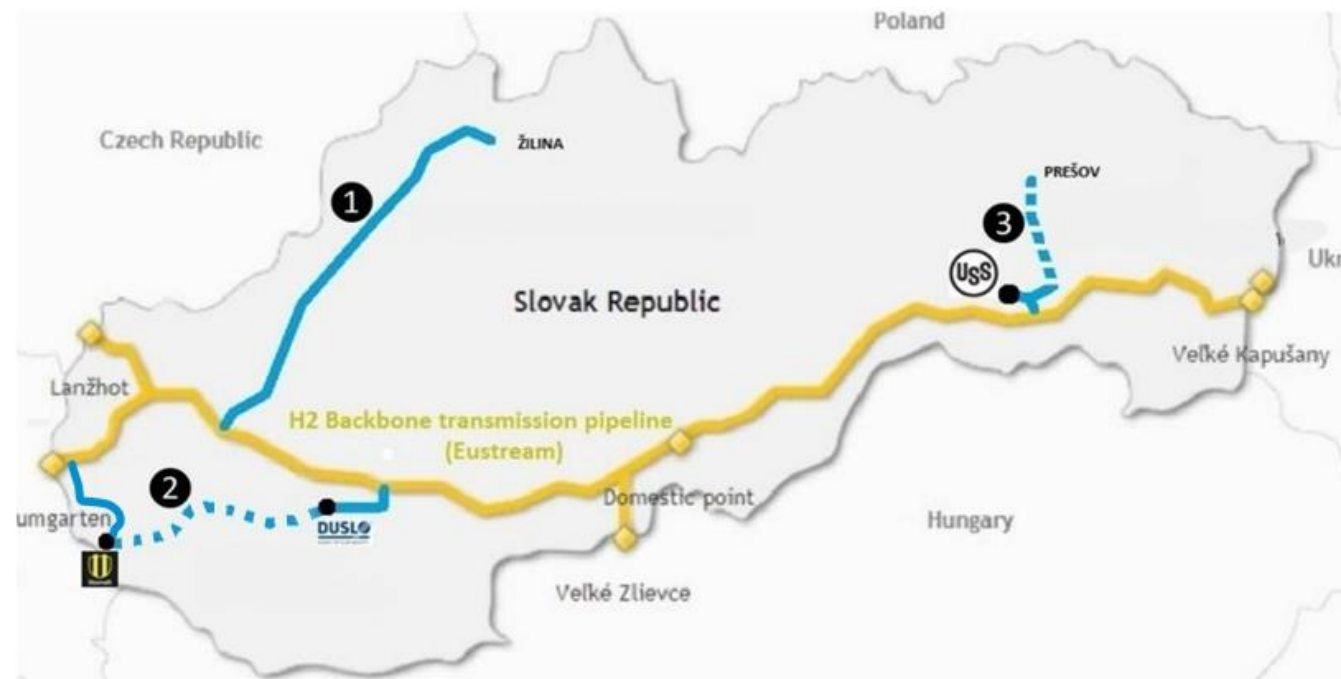 Poland
Czech Republic
ŽILINA
1
PREŠOV
3
USS
Ukr
Slovak Republic
Lanžhot
Veľké Kapušany
H2 Backbone transmission pipeline
(Eustream)
2
Domestic point
umgarten
DUSLO
Hungary
Veľké Zlievce